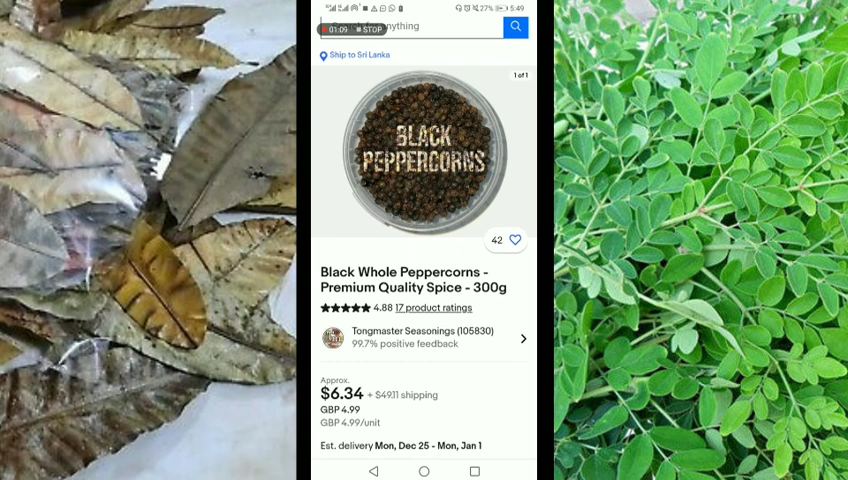 27% 5:49
anything
01:09 STOP
Ship to Sri Lanka
1 of 1
BLACK
PEPPERCORNS
42
Black Whole Peppercorns -
Premium Quality Spice - 300g
4.88 17 product ratings
Tongmaster Seasonings (105830)
99.7% positive feedback
Approx.
$6.34 + $49.11 shipping
GBP 4.99
GBP 4.99/unit
Est. delivery Mon, Dec 25 - Mon, Jan 1